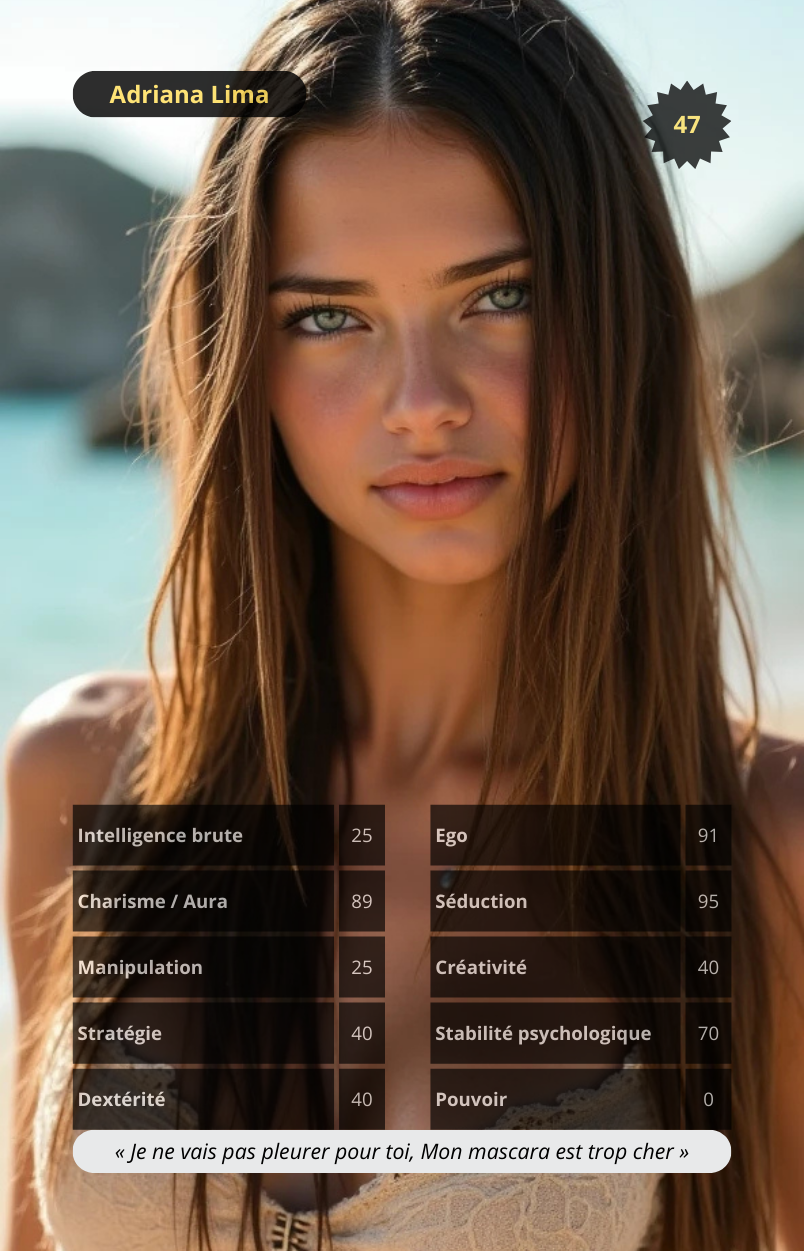 Adriana Lima
47
Intelligence brute 25
Ego 91
Charisme / Aura 89
Séduction 95
Manipulation 25
Créativité 40
Stratégie 40
Stabilité psychologique 70
Dextérité 40
Pouvoir 0
« Je ne vais pas pleurer pour toi, Mon mascara est trop cher »